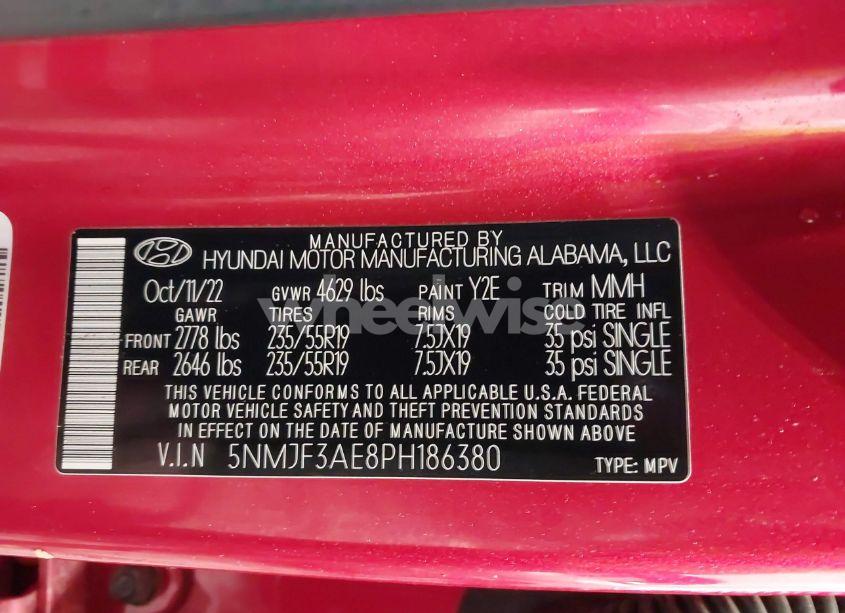 MANUFACTURED BY
HYUNDAI MOTOR MANUFACTURING ALABAMA, LLC
Oct/11/22 GVWR 4629 lbs PAINT Y2E TRIM MMH
GAWR TIRES RIMS COLD TIRE INFL
FRONT 2778 lbs 235/55R19 7.5JX19 35 psi SINGLE
REAR 2646 lbs 235/55R19 7.5JX19 35 psi SINGLE
THIS VEHICLE CONFORMS TO ALL APPLICABLE U.S.A. FEDERAL
MOTOR VEHICLE SAFETY AND THEFT PREVENTION STANDARDS
IN EFFECT ON THE DATE OF MANUFACTURE SHOWN ABOVE
V.I.N 5NMJF3AE8PH186380 TYPE: MPV
wheelwise